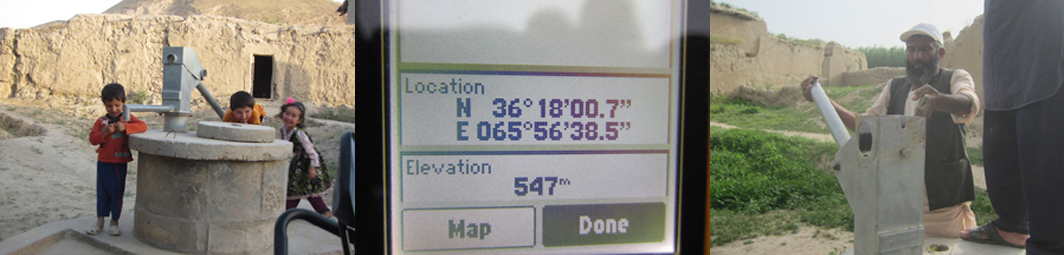 Location
N 36°18'00.7"
E 065°56'38.5"
Elevation
547m
Map
Done